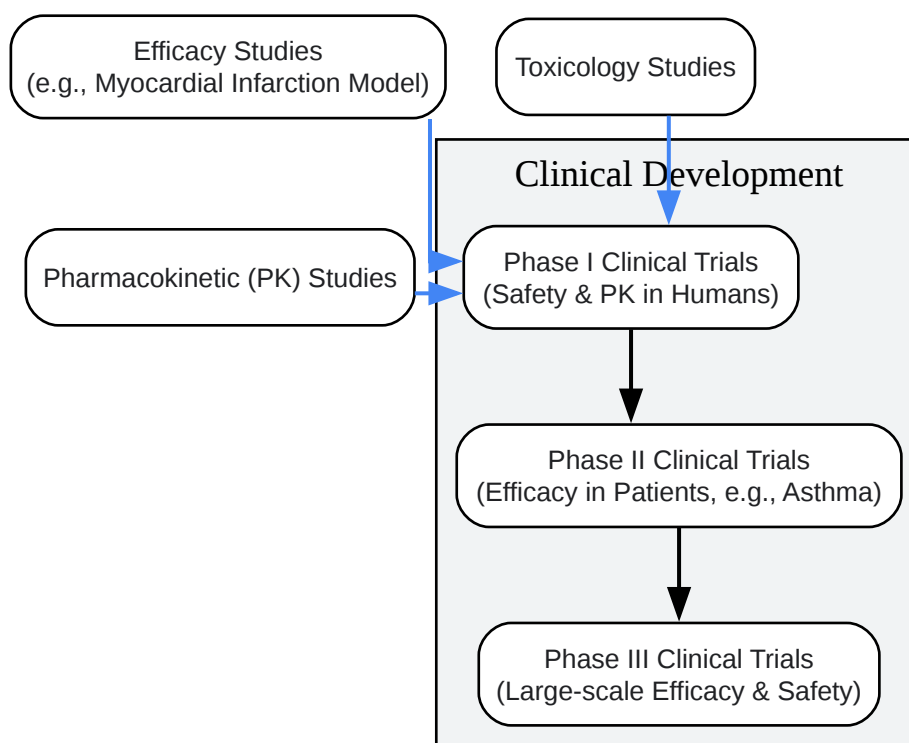 Efficacy Studies
(e.g., Myocardial Infarction Model)
Toxicology Studies
Clinical Development
Pharmacokinetic (PK) Studies
Phase I Clinical Trials
(Safety & PK in Humans)
Phase II Clinical Trials
(Efficacy in Patients, e.g., Asthma)
Phase III Clinical Trials
(Large-scale Efficacy & Safety)